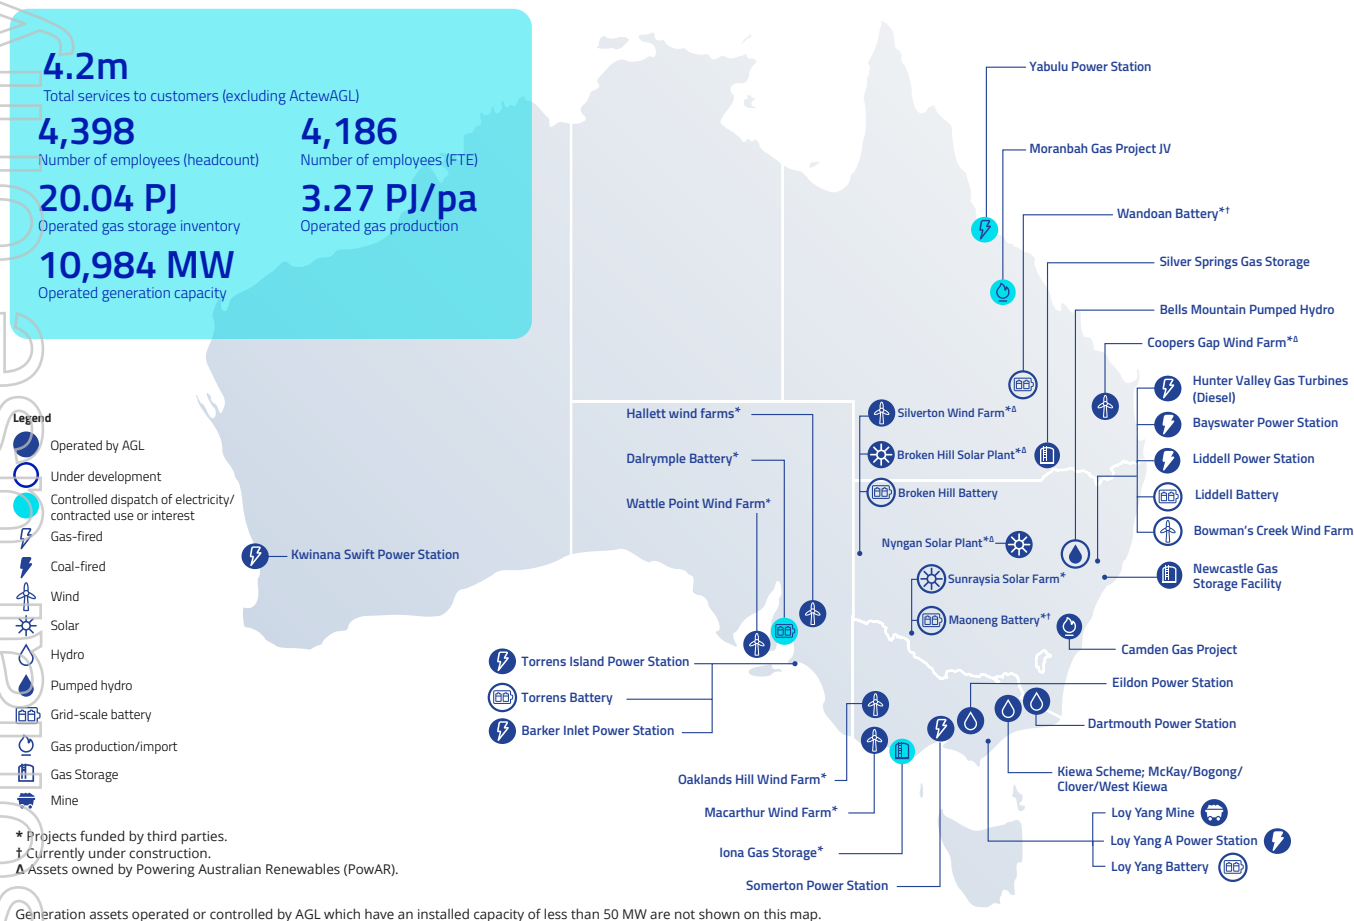 4.2m
Total services to customers (excluding ActewAGL)
4,398
Number of employees (headcount)
4,186
Number of employees (FTE)
20.04 PJ
Operated gas storage inventory
3.27 PJ/pa
Operated gas production
10,984 MW
Operated generation capacity
Legend
Operated by AGL
Under development
Controlled dispatch of electricity/
contracted use or interest
Gas-fired
Coal-fired
Wind
Solar
Hydro
Pumped hydro
Grid-scale battery
Gas production/import
Gas Storage
Mine
* Projects funded by third parties.
† Currently under construction.
Δ Assets owned by Powering Australian Renewables (PowAR).
Generation assets operated or controlled by AGL which have an installed capacity of less than 50 MW are not shown on this map.
Yabulu Power Station
Moranbah Gas Project JV
Wandoan Battery*†
Silver Springs Gas Storage
Bells Mountain Pumped Hydro
Coopers Gap Wind Farm*Δ
Hunter Valley Gas Turbines
(Diesel)
Bayswater Power Station
Liddell Power Station
Liddell Battery
Bowman's Creek Wind Farm
Newcastle Gas
Storage Facility
Silverton Wind Farm*Δ
Broken Hill Solar Plant*Δ
Broken Hill Battery
Nyngan Solar Plant*Δ
Sunraysia Solar Farm*
Maoneng Battery*†
Camden Gas Project
Hallett wind farms*
Dalrymple Battery*
Wattle Point Wind Farm*
Kwinana Swift Power Station
Torrens Island Power Station
Torrens Battery
Barker Inlet Power Station
Eildon Power Station
Dartmouth Power Station
Kiewa Scheme; McKay/Bogong/
Clover/West Kiewa
Oaklands Hill Wind Farm*
Macarthur Wind Farm*
Iona Gas Storage*
Somerton Power Station
Loy Yang Mine
Loy Yang A Power Station
Loy Yang Battery